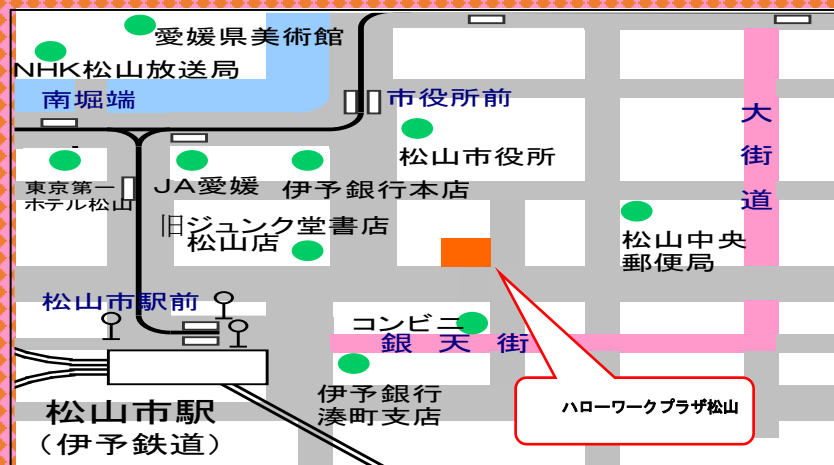 愛媛県美術館
NHK松山放送局
南堀端
市役所前
大街道
松山市役所
東京第一
ホテル松山
JA愛媛
伊予銀行本店
旧ジュンク堂書店
松山店
松山中央
郵便局
松山市駅前
コンビニ
銀天街
伊予銀行
湊町支店
ハローワークプラザ松山
松山市駅
（伊予鉄道）